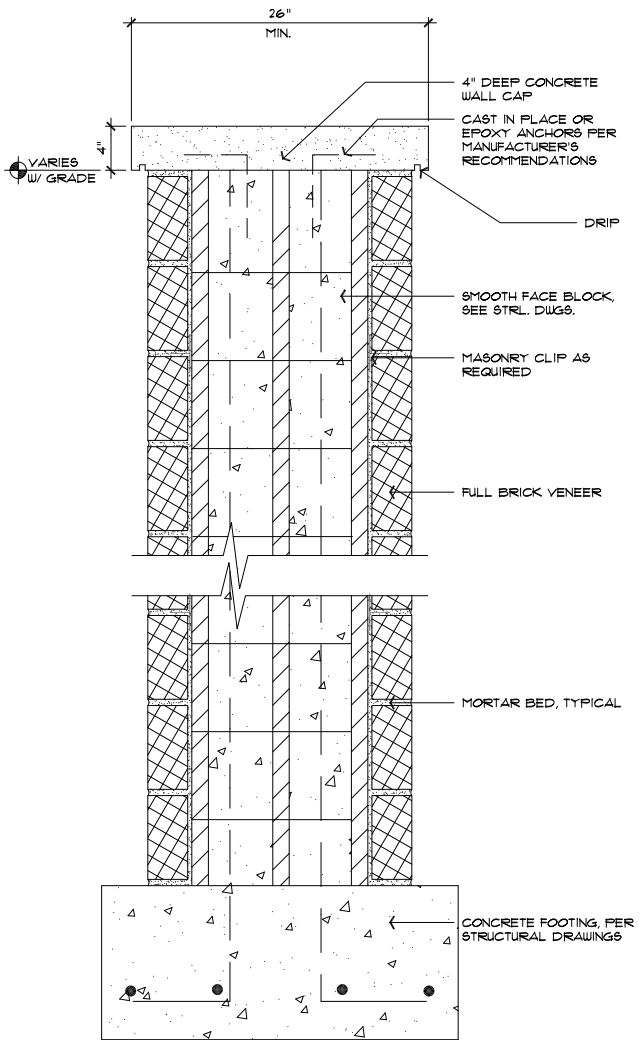 26"
MIN.
4" DEEP CONCRETE
WALL CAP
CAST IN PLACE OR
EPOXY ANCHORS PER
MANUFACTURER'S
RECOMMENDATIONS
4"
VARIES
W/ GRADE
DRIP
SMOOTH FACE BLOCK,
SEE STRL. DWGS.
MASONRY CLIP AS
REQUIRED
FULL BRICK VENEER
MORTAR BED, TYPICAL
CONCRETE FOOTING, PER
STRUCTURAL DRAWINGS